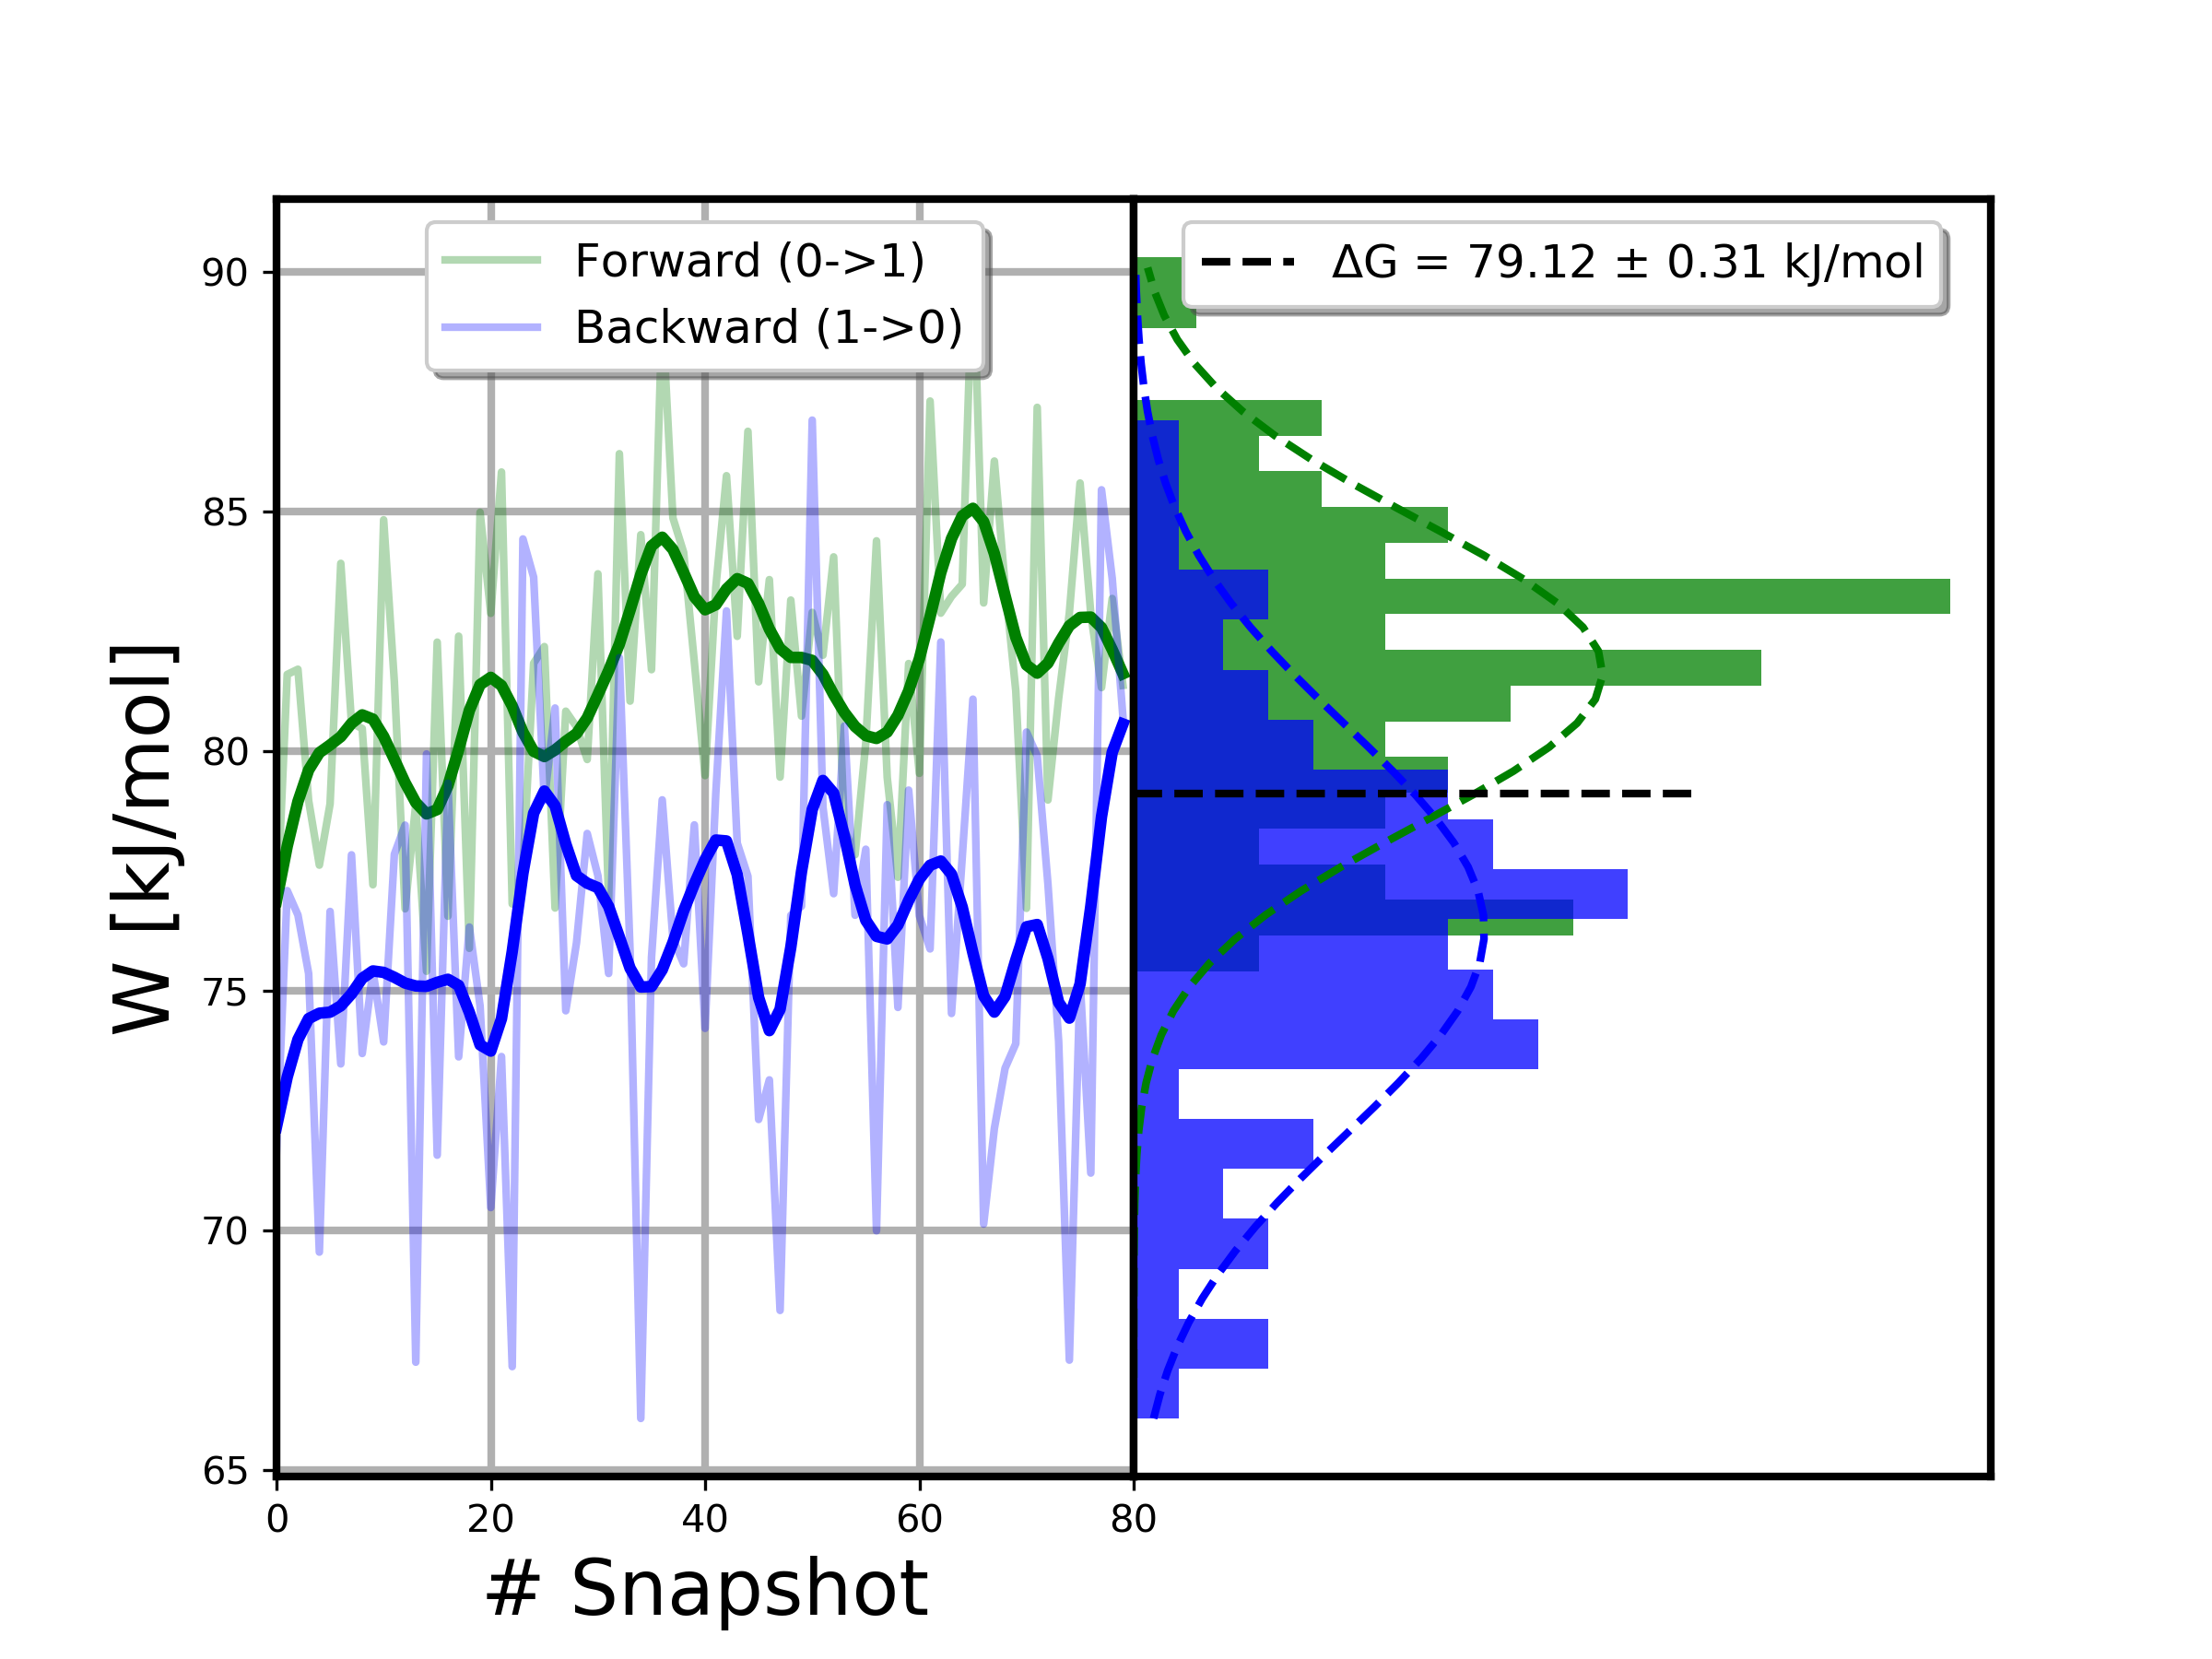 Forward (0->1)
Backward (1->0)
ΔG = 79.12 ± 0.31 kJ/mol
W [kJ/mol]
90
85
80
75
70
65
0 20 40 60 80
# Snapshot